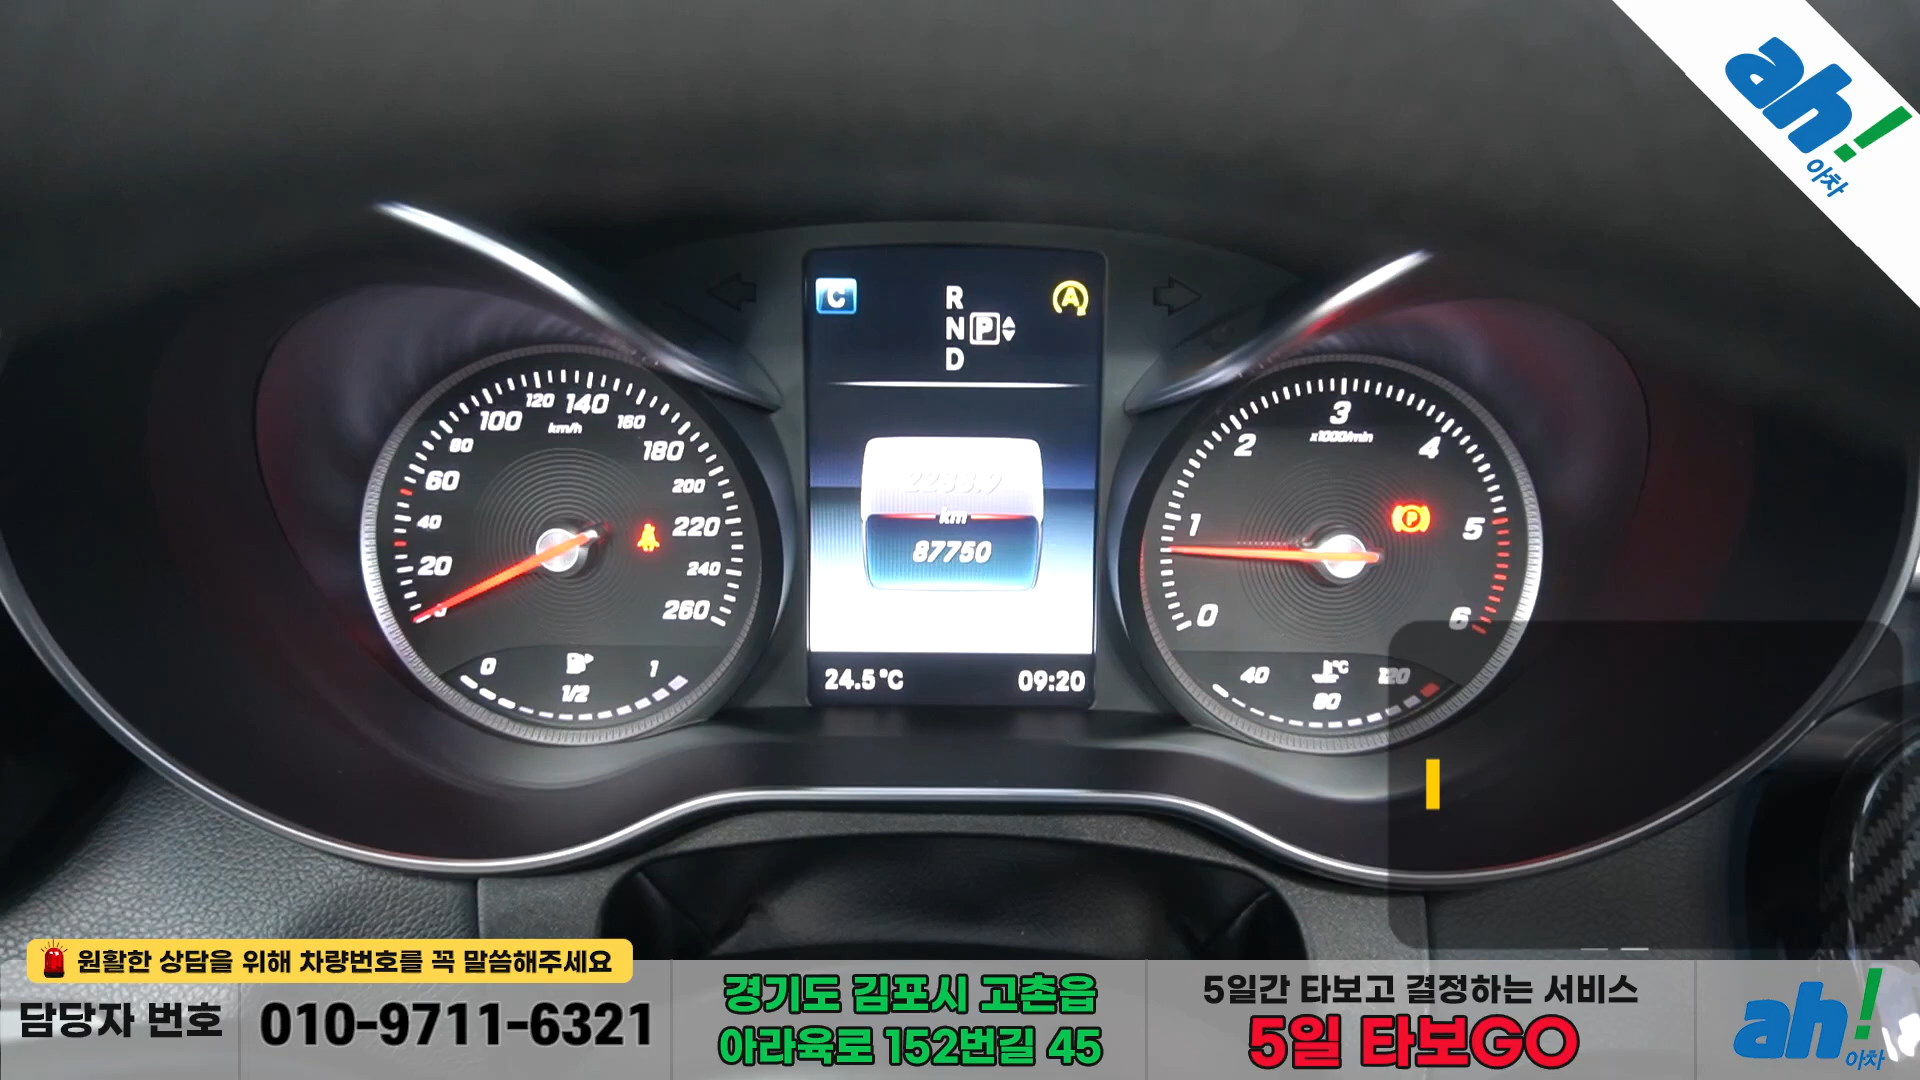 ah!
아차
C
R
N P
D
A
120 140
100 160
80 km/h 180
60 200
40 220
20 240
0 260
0 1
1/2
2233.9
km
87750
24.5°C 09:20
3
2 x1000/min 4
1 P 5
0 6
40 °C 120
80
원활한 상담을 위해 차량번호를 꼭 말씀해주세요
담당자 번호 010-9711-6321
경기도 김포시 고촌읍
아라육로 152번길 45
5일간 타보고 결정하는 서비스
5일 타보GO
ah!
아차